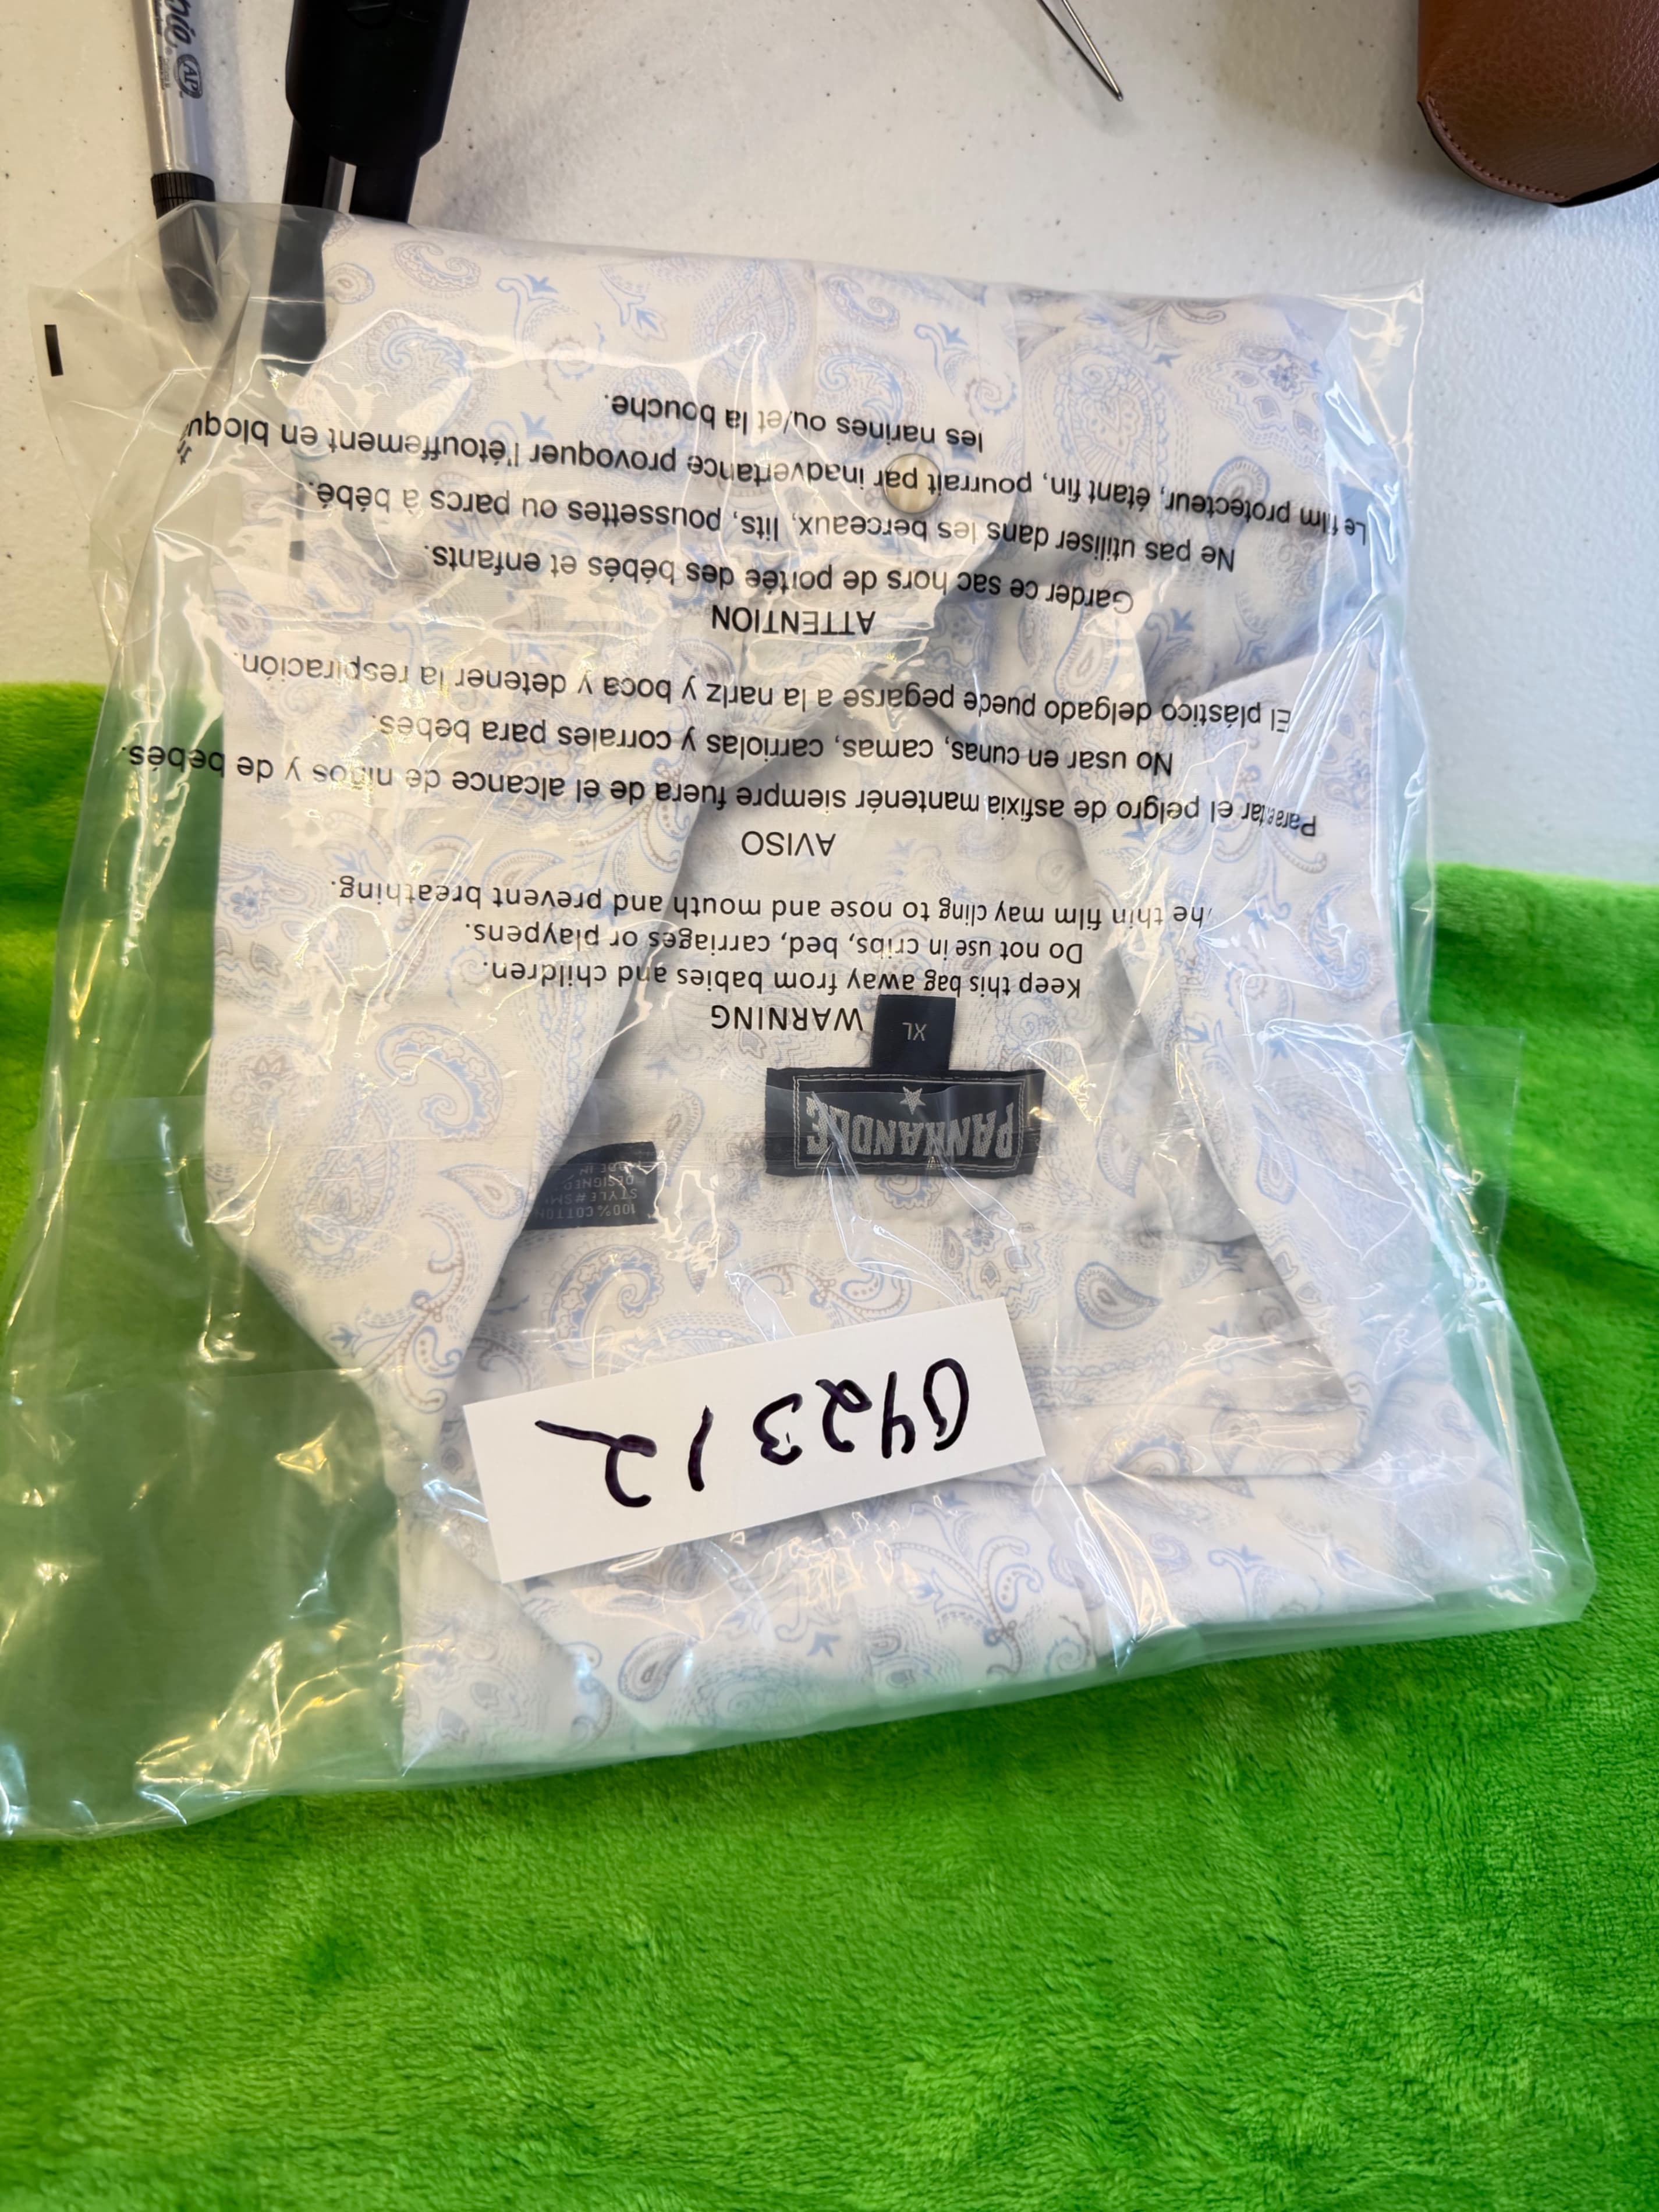 042312
100% COTTON
STYLE # SM
DESIGNED
PANHANDLE
XL
WARNING
Keep this bag away from babies and children.
Do not use in cribs, bed, carriages or playpens.
he thin film may cling to nose and mouth and prevent breathing.
AVISO
Para el pelgro de asfixia mantenér siempre fuera de el alcance de niños y de bebés.
No usar en cunas, camas, carriolas y corrales para bebés.
El plástico delgado puede pegarse a la nariz y boca y detener la respiración.
ATTENTION
Garder ce sac hors de portée des bébés et enfants.
Ne pas utiliser dans les berceaux, lits, poussettes ou parcs à bébé.
Le film protecteur, étant fin, pourrait par inadvertance provoquer l'étouffement en bloqu
les narines ou/et la bouche.
AP